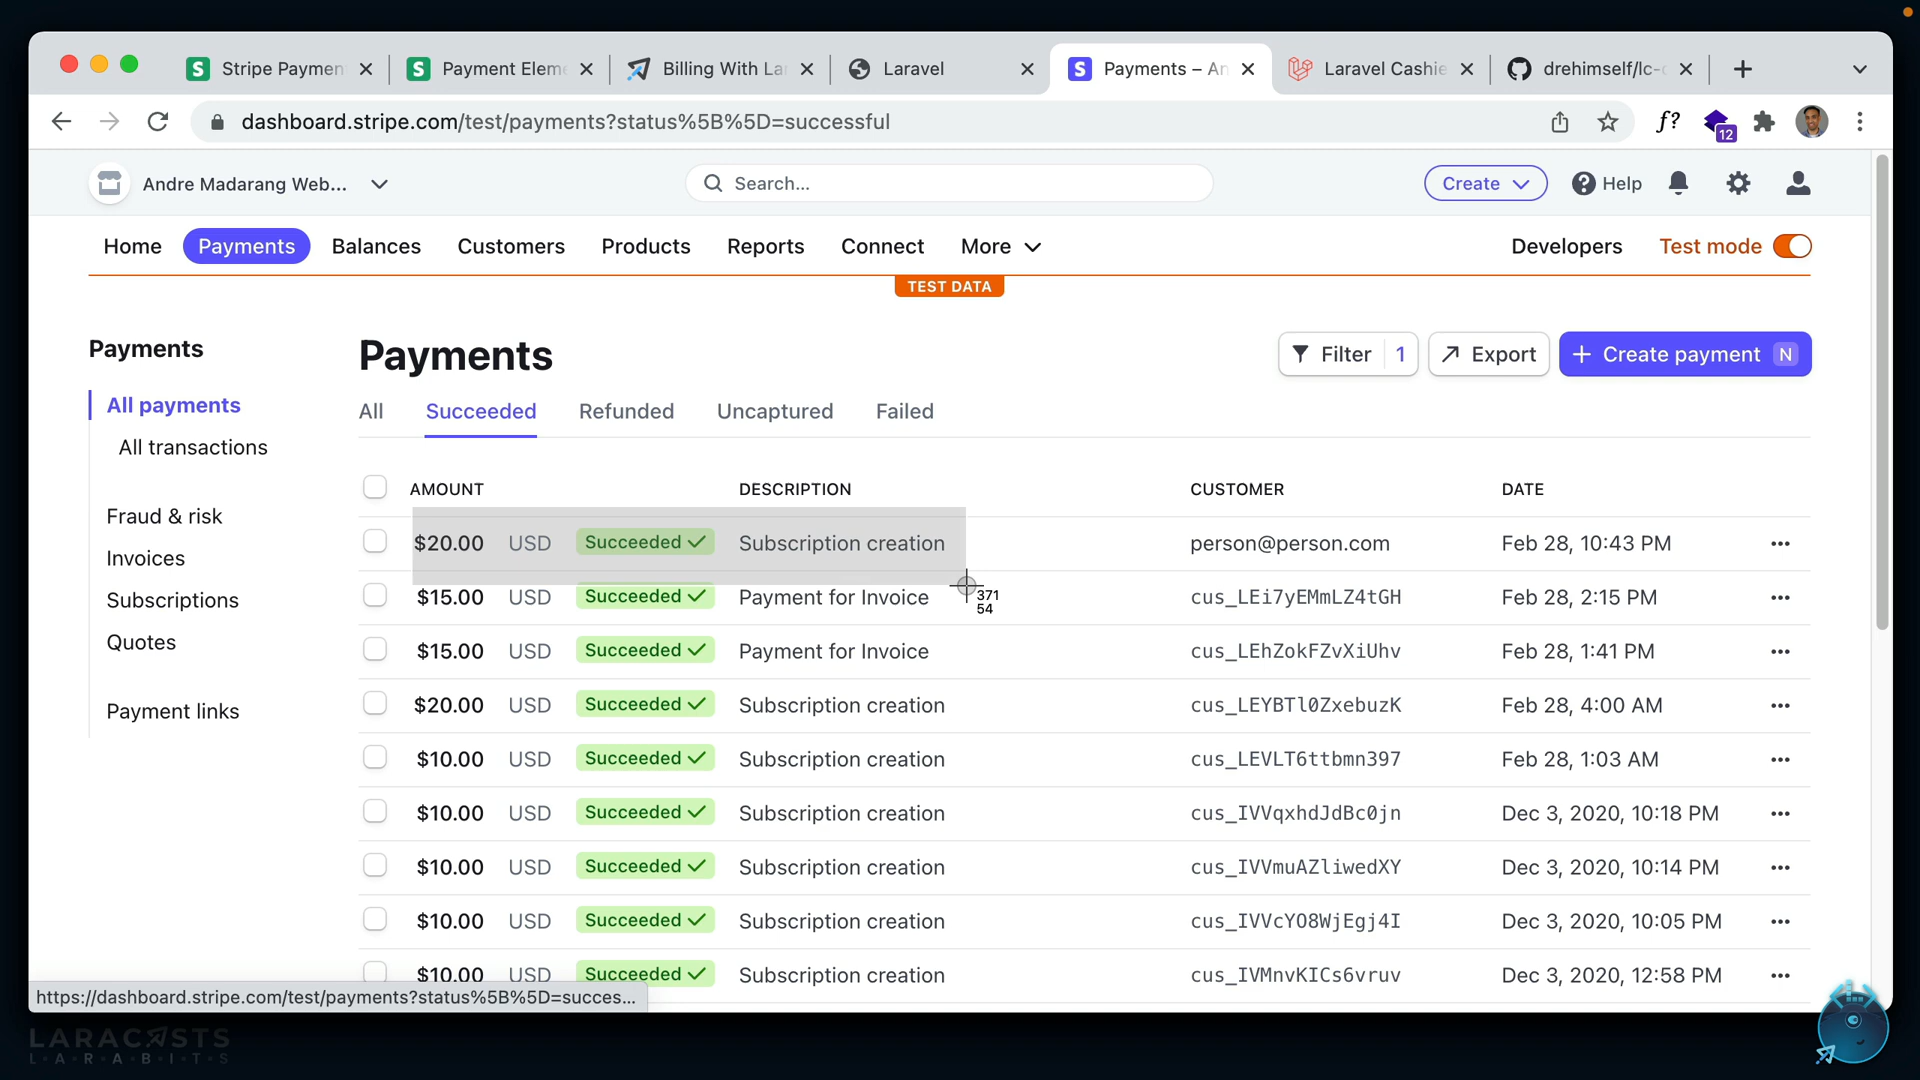 Stripe Paymen
Payment Eleme
Billing With La
Laravel
Payments – An
Laravel Cashie
drehimself/lc-
dashboard.stripe.com/test/payments?status%5B%5D=successful
f?
12
Andre Madarang Web...
Search...
Create
Help
Home
Payments
Balances
Customers
Products
Reports
Connect
More
Developers
Test mode
TEST DATA
Payments
All payments
All transactions
Fraud & risk
Invoices
Subscriptions
Quotes
Payment links
Payments
Filter 1
Export
+ Create payment N
All Succeeded Refunded Uncaptured Failed
AMOUNT DESCRIPTION CUSTOMER DATE
$20.00 USD Succeeded ✓ Subscription creation person@person.com Feb 28, 10:43 PM •••
$15.00 USD Succeeded ✓ Payment for Invoice cus_LEi7yEMmLZ4tGH Feb 28, 2:15 PM •••
371
54
$15.00 USD Succeeded ✓ Payment for Invoice cus_LEhZokFZvXiUhv Feb 28, 1:41 PM •••
$20.00 USD Succeeded ✓ Subscription creation cus_LEYBTl0ZxebuzK Feb 28, 4:00 AM •••
$10.00 USD Succeeded ✓ Subscription creation cus_LEVLT6ttbmn397 Feb 28, 1:03 AM •••
$10.00 USD Succeeded ✓ Subscription creation cus_IVVqxhdJdBc0jn Dec 3, 2020, 10:18 PM •••
$10.00 USD Succeeded ✓ Subscription creation cus_IVVmuAZliwedXY Dec 3, 2020, 10:14 PM •••
$10.00 USD Succeeded ✓ Subscription creation cus_IVVcYO8WjEgj4I Dec 3, 2020, 10:05 PM •••
$10.00 USD Succeeded ✓ Subscription creation cus_IVMnvKICs6vruv Dec 3, 2020, 12:58 PM •••
https://dashboard.stripe.com/test/payments?status%5B%5D=succes...
LARACASTS
L·A·R·A·B·I·T·S